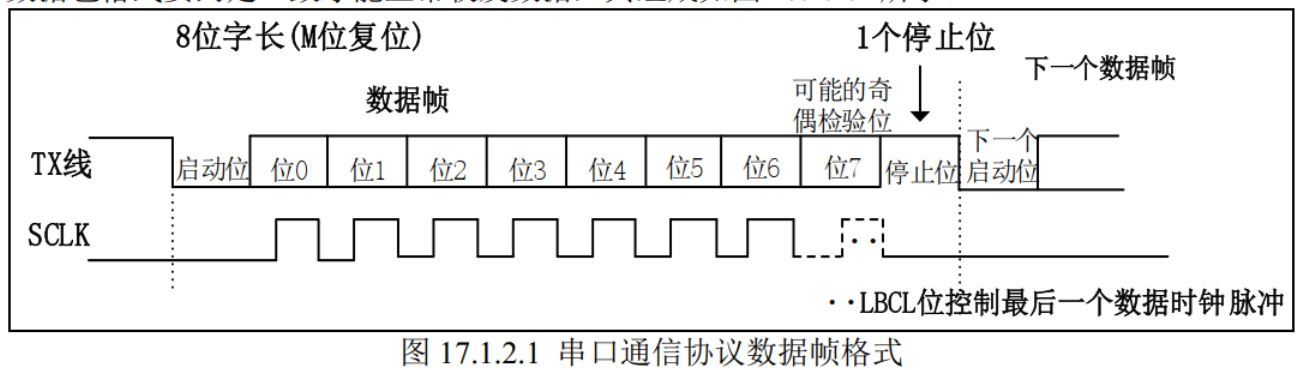 8位字长(M位复位)
1个停止位
下一个数据帧
数据帧
可能的奇
偶检验位
TX线
启动位
位0
位1
位2
位3
位4
位5
位6
位7
停止位
下一个
启动位
SCLK
··LBCL位控制最后一个数据时钟脉冲
图 17.1.2.1 串口通信协议数据帧格式